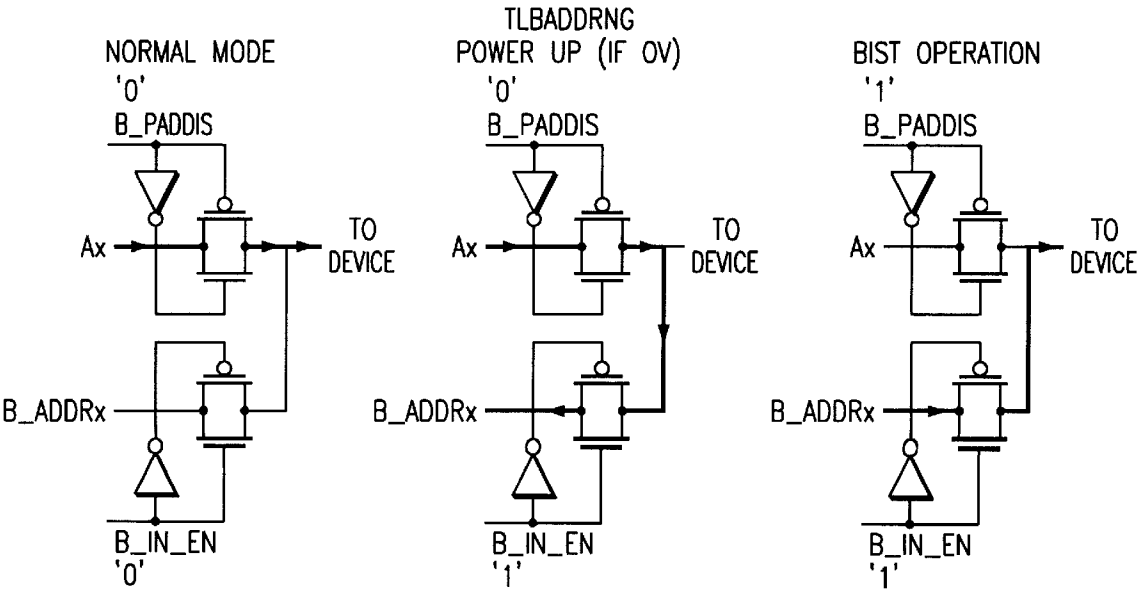 NORMAL MODE
'0'
B_PADDIS
Ax
TO
DEVICE
B_ADDRx
B_IN_EN
'0'
TLBADDRNG
POWER UP (IF OV)
'0'
B_PADDIS
Ax
TO
DEVICE
B_ADDRx
B_IN_EN
'1'
BIST OPERATION
'1'
B_PADDIS
Ax
TO
DEVICE
B_ADDRx
B_IN_EN
'1'